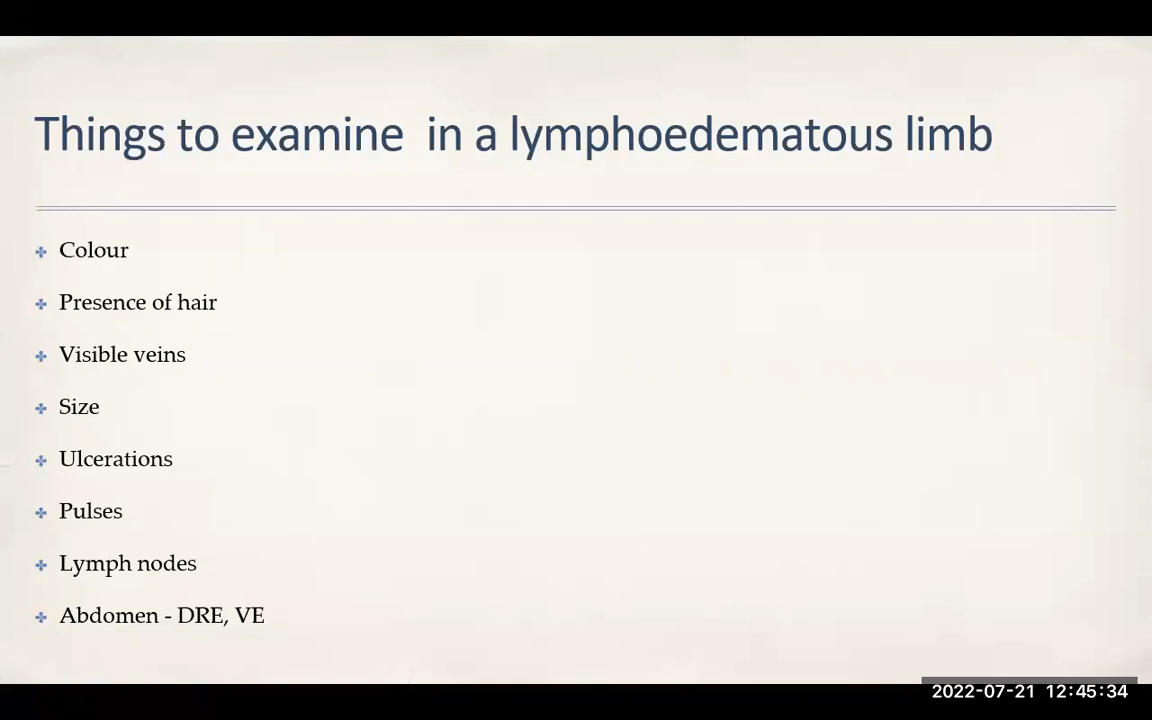 Things to examine  in a lymphoedematous limb
Colour
Presence of hair
Visible veins
Size
Ulcerations
Pulses
Lymph nodes
Abdomen - DRE, VE
2022-07-21 12:45:34